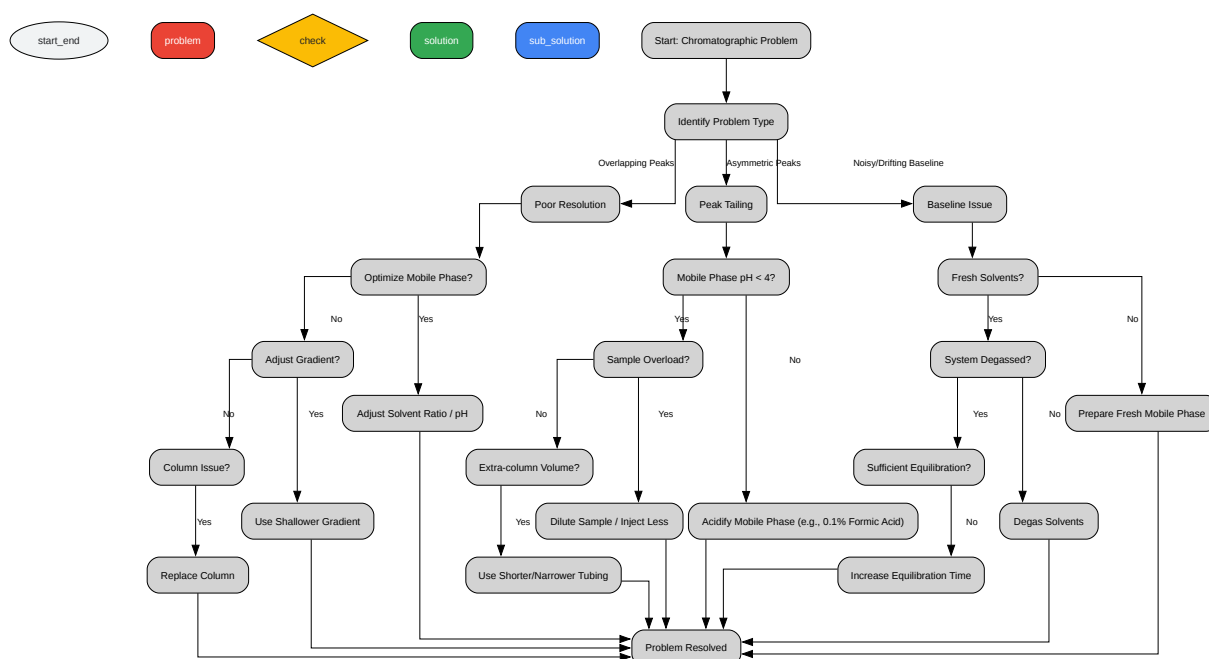 start_end
problem
check
solution
sub_solution
Start: Chromatographic Problem
Identify Problem Type
Overlapping Peaks
Asymmetric Peaks
Noisy/Drifting Baseline
Poor Resolution
Peak Tailing
Baseline Issue
Optimize Mobile Phase?
Mobile Phase pH < 4?
Fresh Solvents?
No
Yes
Yes
Yes
No
Adjust Gradient?
Sample Overload?
No
System Degassed?
No
Yes
Adjust Solvent Ratio / pH
No
Yes
Yes
No
Prepare Fresh Mobile Phase
Column Issue?
Extra-column Volume?
Sufficient Equilibration?
Yes
Use Shallower Gradient
Yes
Dilute Sample / Inject Less
Acidify Mobile Phase (e.g., 0.1% Formic Acid)
No
Degas Solvents
Replace Column
Use Shorter/Narrower Tubing
Increase Equilibration Time
Problem Resolved